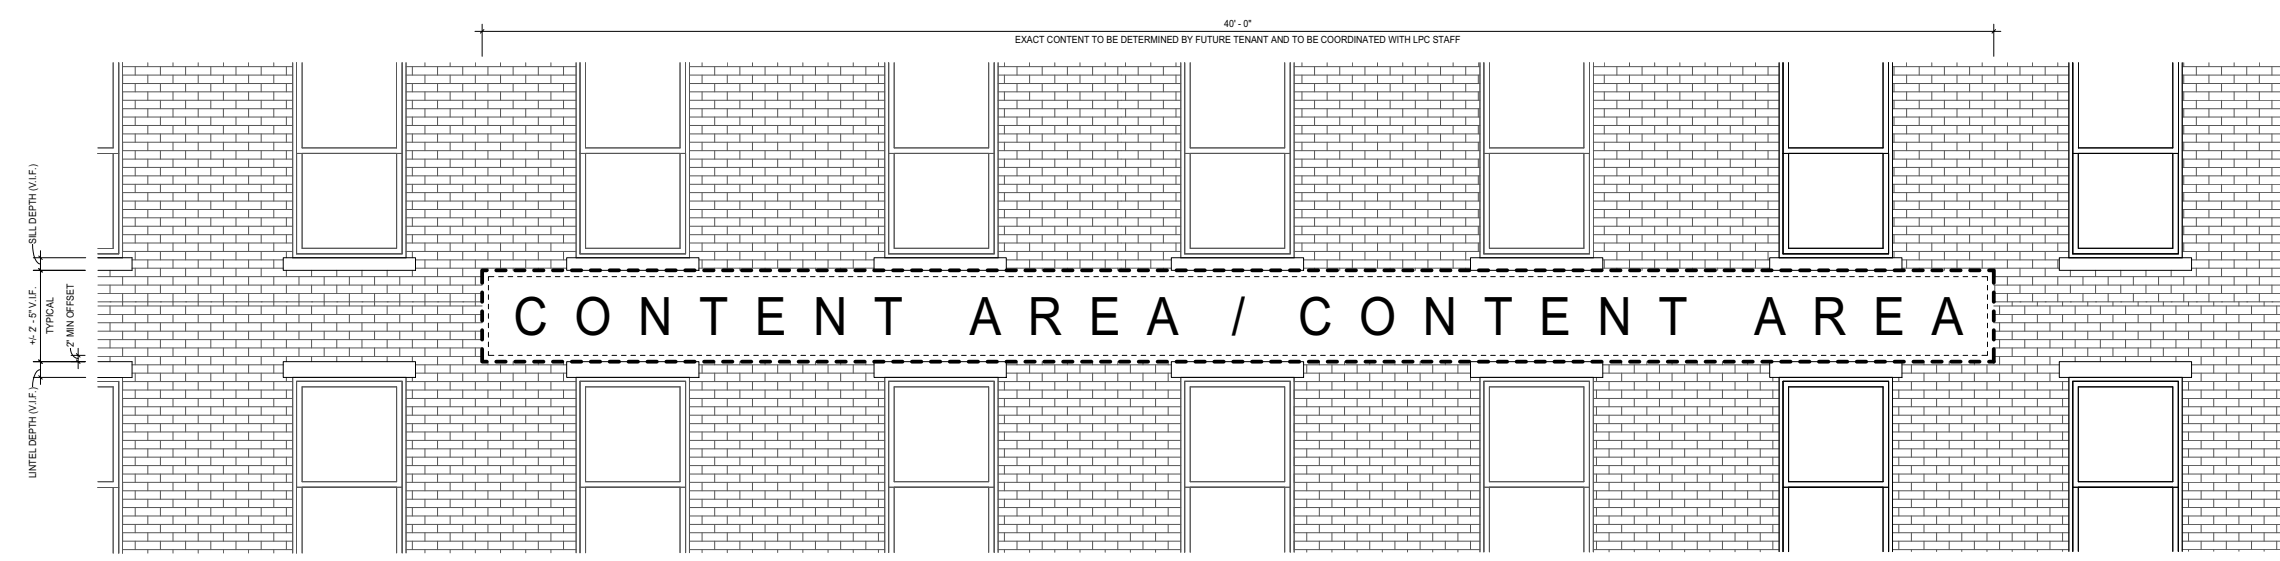 40' - 0"
EXACT CONTENT TO BE DETERMINED BY FUTURE TENANT AND TO BE COORDINATED WITH LPC STAFF
SILL DEPTH (V.I.F.)
+/- 2' - 5" V.I.F.
TYPICAL
2" MIN OFFSET
LINTEL DEPTH (V.I.F.)
CONTENT AREA / CONTENT AREA